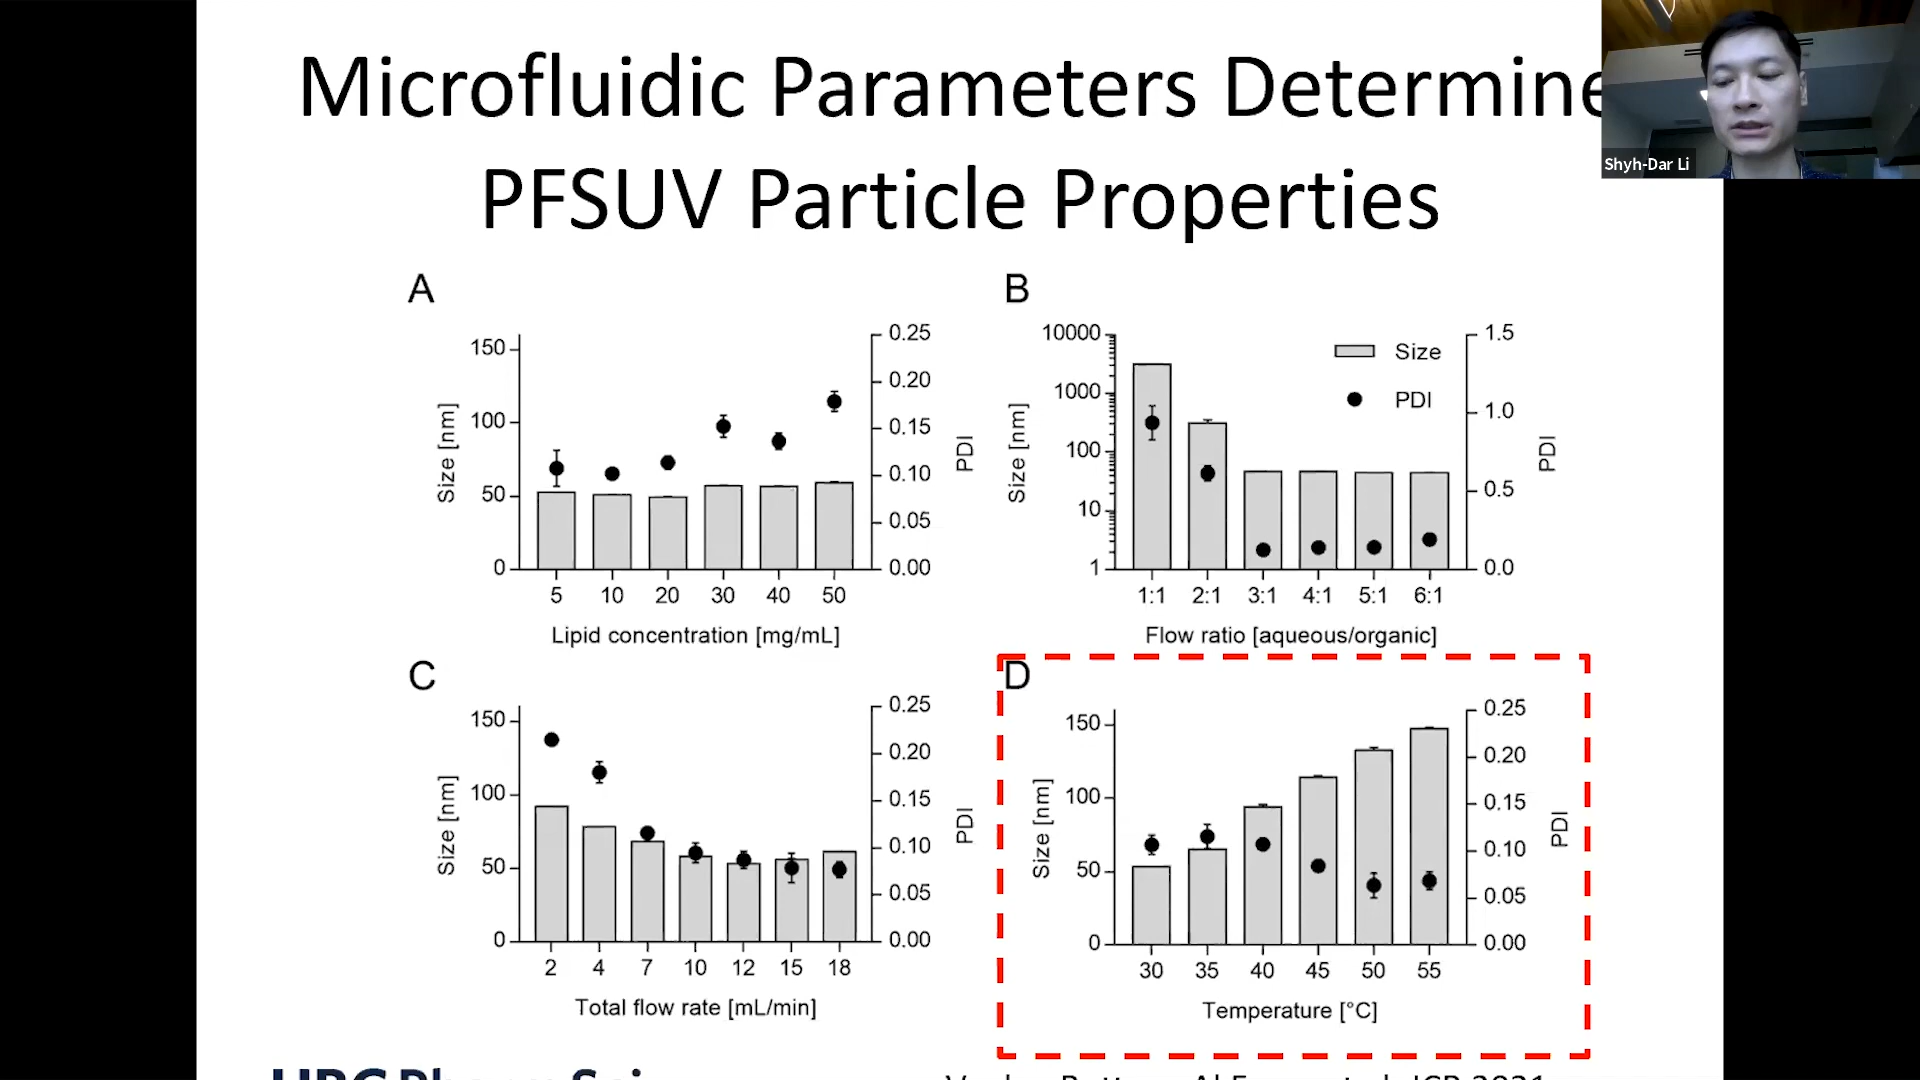 Microfluidic Parameters Determine
PFSUV Particle Properties
Shyh-Dar Li
A
150
100
50
0
Size [nm]
0.25
0.20
0.15
0.10
0.05
0.00
PDI
5 10 20 30 40 50
Lipid concentration [mg/mL]
B
10000
1000
100
10
1
Size [nm]
Size
PDI
1.5
1.0
0.5
0.0
PDI
1:1 2:1 3:1 4:1 5:1 6:1
Flow ratio [aqueous/organic]
C
150
100
50
0
Size [nm]
0.25
0.20
0.15
0.10
0.05
0.00
PDI
2 4 7 10 12 15 18
Total flow rate [mL/min]
D
150
100
50
0
Size [nm]
0.25
0.20
0.15
0.10
0.05
0.00
PDI
30 35 40 45 50 55
Temperature [°C]
UBC Pharm Sci
2021